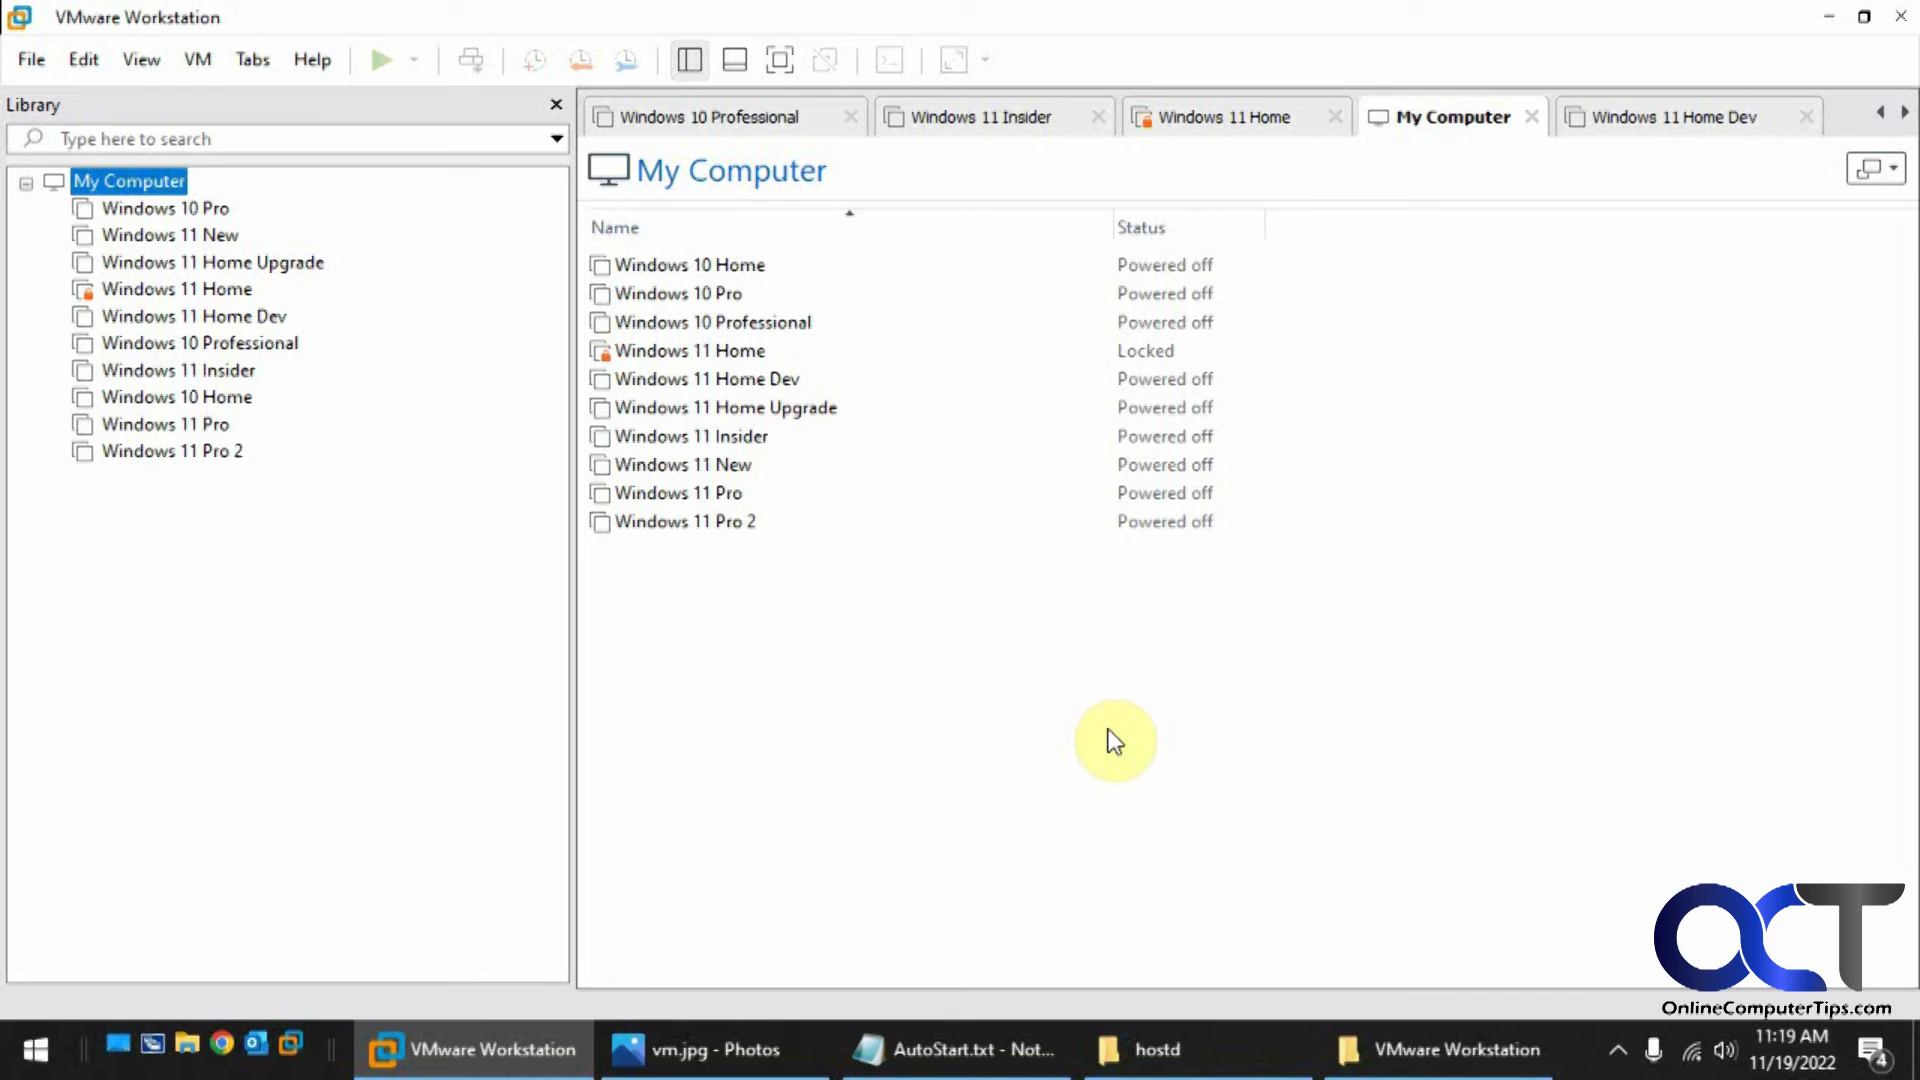 VMware Workstation
File Edit View VM Tabs Help
Library
Type here to search
My Computer
Windows 10 Pro
Windows 11 New
Windows 11 Home Upgrade
Windows 11 Home
Windows 11 Home Dev
Windows 10 Professional
Windows 11 Insider
Windows 10 Home
Windows 11 Pro
Windows 11 Pro 2
Windows 10 Professional Windows 11 Insider Windows 11 Home My Computer Windows 11 Home Dev
My Computer
Name Status
Windows 10 Home Powered off
Windows 10 Pro Powered off
Windows 10 Professional Powered off
Windows 11 Home Locked
Windows 11 Home Dev Powered off
Windows 11 Home Upgrade Powered off
Windows 11 Insider Powered off
Windows 11 New Powered off
Windows 11 Pro Powered off
Windows 11 Pro 2 Powered off
OCT
OnlineComputerTips.com
VMware Workstation vm.jpg - Photos AutoStart.txt - Not... hostd VMware Workstation
11:19 AM
11/19/2022
4